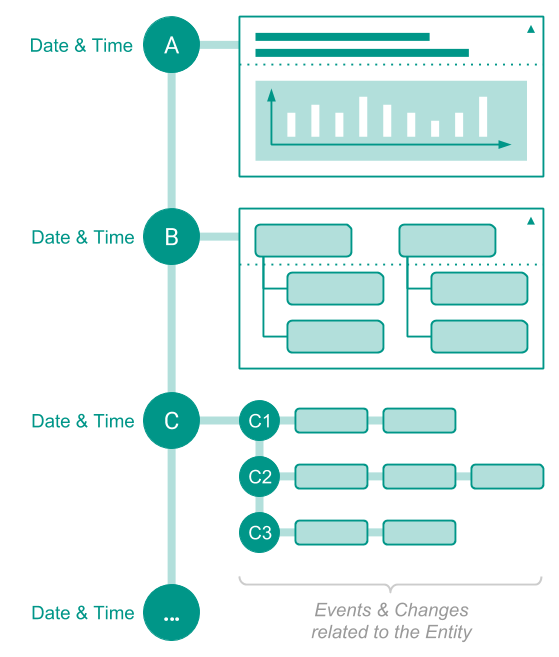 Date & Time
A
Date & Time
B
Date & Time
C
C1
C2
C3
Date & Time
...
Events & Changes
related to the Entity